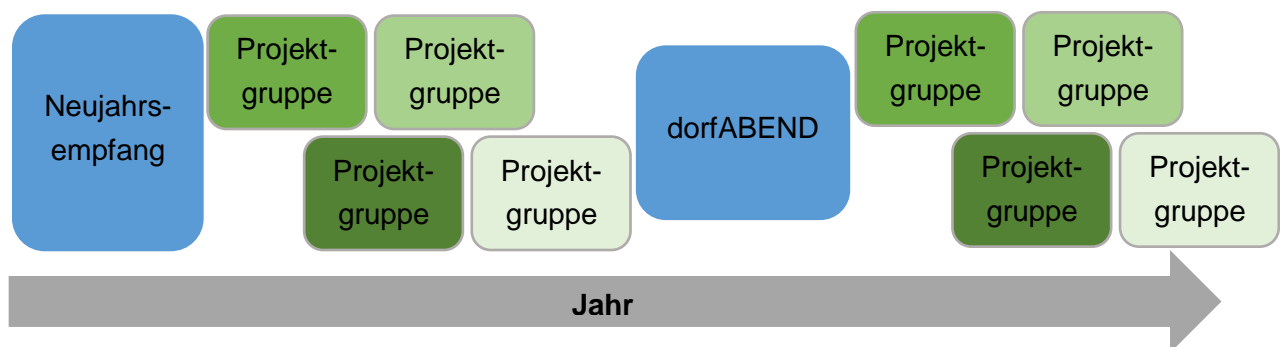 Neujahrs-
empfang
Projekt-
gruppe
Projekt-
gruppe
Projekt-
gruppe
Projekt-
gruppe
dorfABEND
Projekt-
gruppe
Projekt-
gruppe
Projekt-
gruppe
Projekt-
gruppe
Jahr